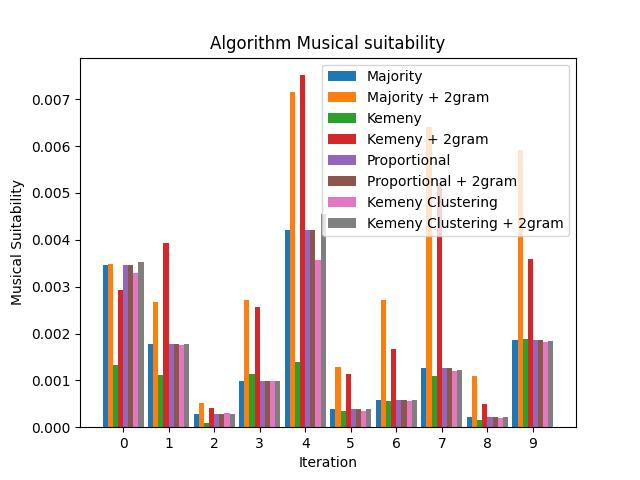 Algorithm Musical suitability
Majority
Majority + 2gram
Kemeny
Kemeny + 2gram
Proportional
Proportional + 2gram
Kemeny Clustering
Kemeny Clustering + 2gram
Musical Suitability
0.007
0.006
0.005
0.004
0.003
0.002
0.001
0.000
0 1 2 3 4 5 6 7 8 9
Iteration